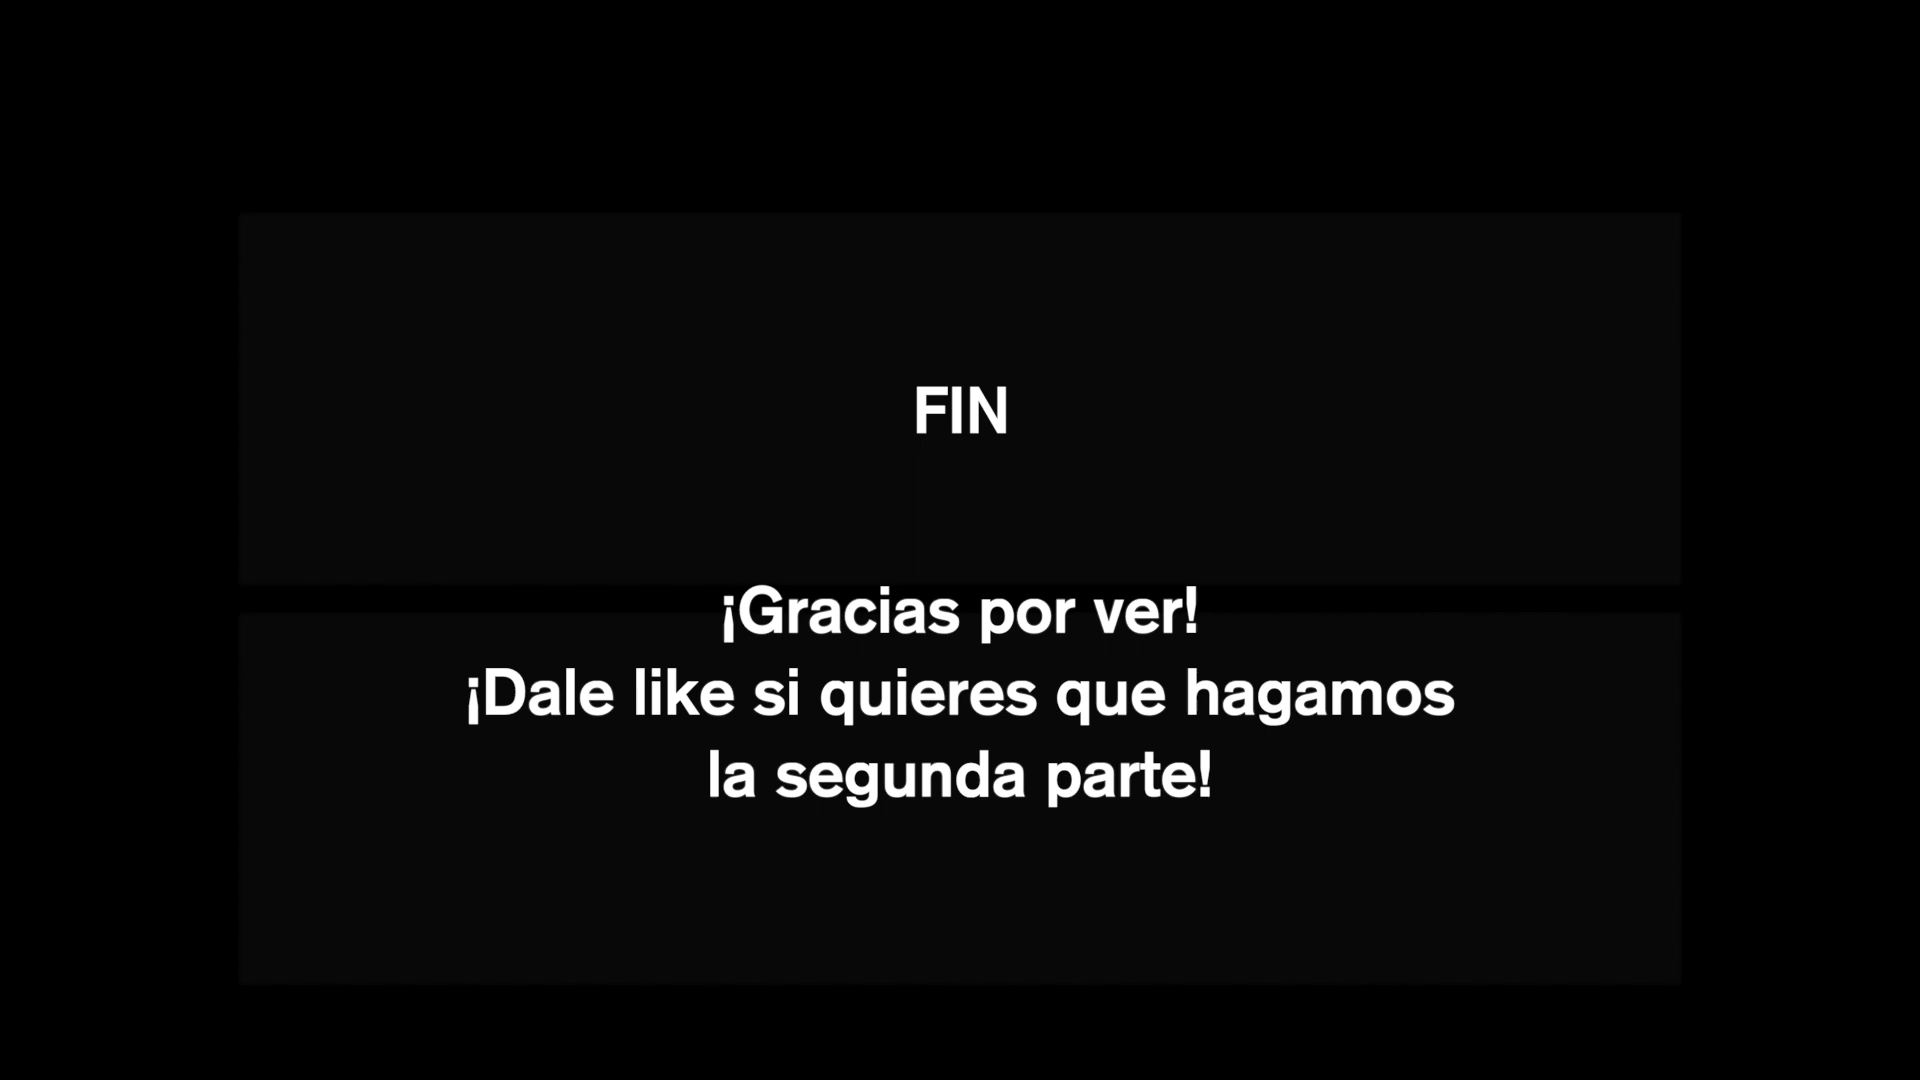 FIN
¡Gracias por ver!
¡Dale like si quieres que hagamos
la segunda parte!